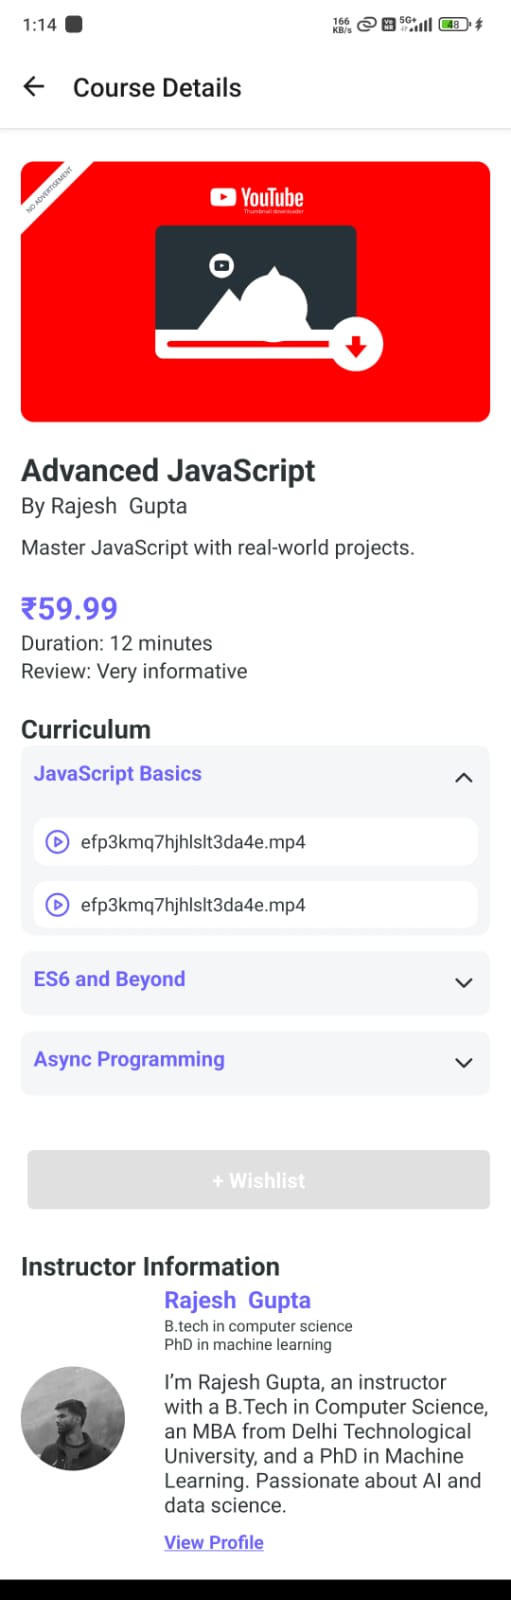 1:14
166
KB/s
Vo
NR
5G+
48
Course Details
NO ADVERTISEMENT
YouTube
Thumbnail downloader
Advanced JavaScript
By Rajesh  Gupta
Master JavaScript with real-world projects.
₹59.99
Duration: 12 minutes
Review: Very informative
Curriculum
JavaScript Basics
efp3kmq7hjhlslt3da4e.mp4
efp3kmq7hjhlslt3da4e.mp4
ES6 and Beyond
Async Programming
+ Wishlist
Instructor Information
Rajesh  Gupta
B.tech in computer science
PhD in machine learning
I’m Rajesh Gupta, an instructor
with a B.Tech in Computer Science,
an MBA from Delhi Technological
University, and a PhD in Machine
Learning. Passionate about AI and
data science.
View Profile